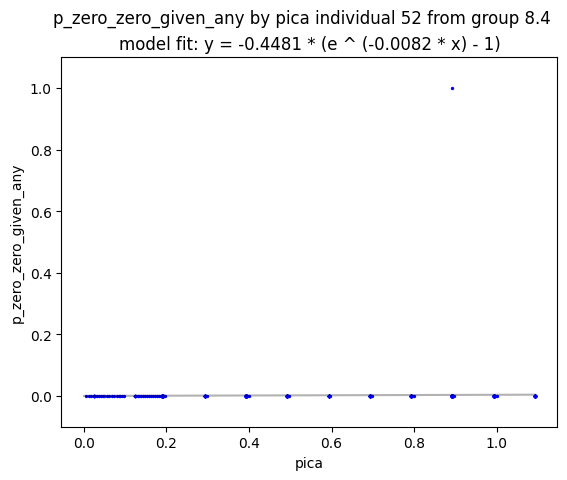 p_zero_zero_given_any by pica individual 52 from group 8.4
model fit: y = -0.4481 * (e ^ (-0.0082 * x) - 1)
1.0
0.8
0.6
0.4
0.2
0.0
p_zero_zero_given_any
0.0 0.2 0.4 0.6 0.8 1.0
pica